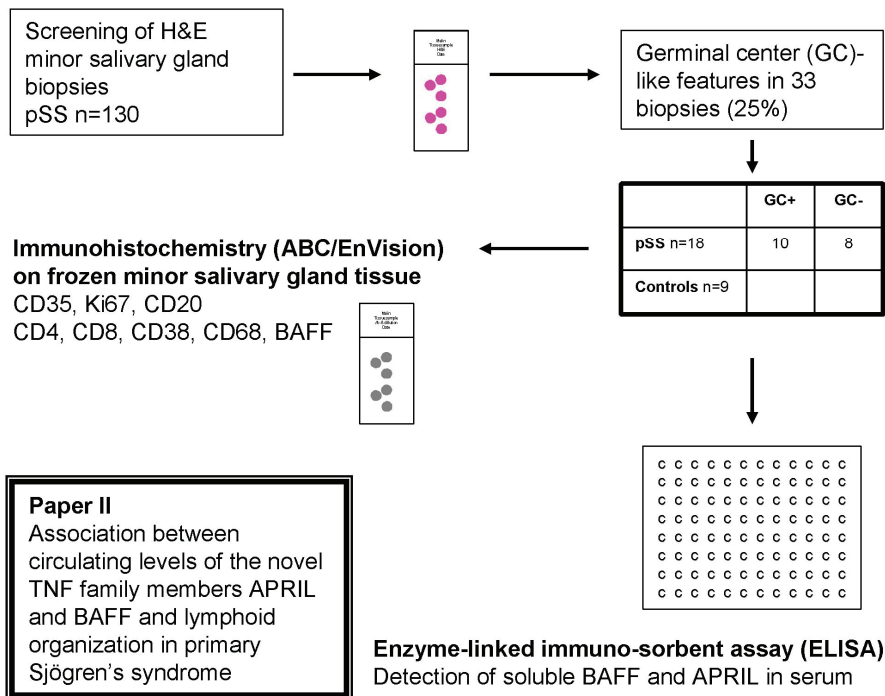 Screening of H&E
minor salivary gland
biopsies
pSS n=130
Germinal center (GC)-
like features in 33
biopsies (25%)
GC+ GC-
pSS n=18 10 8
Controls n=9
Immunohistochemistry (ABC/EnVision)
on frozen minor salivary gland tissue
CD35, Ki67, CD20
CD4, CD8, CD38, CD68, BAFF
c c c c c c c c c c c c
c c c c c c c c c c c c
c c c c c c c c c c c c
c c c c c c c c c c c c
c c c c c c c c c c c c
c c c c c c c c c c c c
c c c c c c c c c c c c
c c c c c c c c c c c c
Paper II
Association between
circulating levels of the novel
TNF family members APRIL
and BAFF and lymphoid
organization in primary
Sjögren’s syndrome
Enzyme-linked immuno-sorbent assay (ELISA)
Detection of soluble BAFF and APRIL in serum